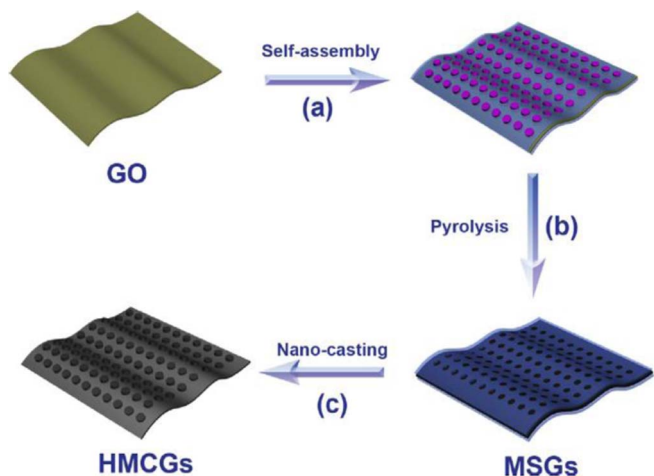 Self-assembly
(a)
GO
Pyrolysis
(b)
Nano-casting
(c)
HMCGs
MSGs